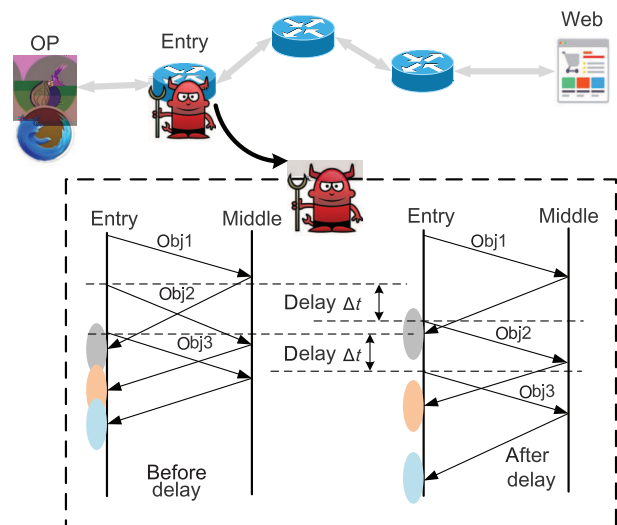 OP
Entry
Web
Entry
Middle
Entry
Middle
Obj1
Obj1
Obj2
Delay Δt
Obj3
Obj2
Delay Δt
Obj3
Before
delay
After
delay